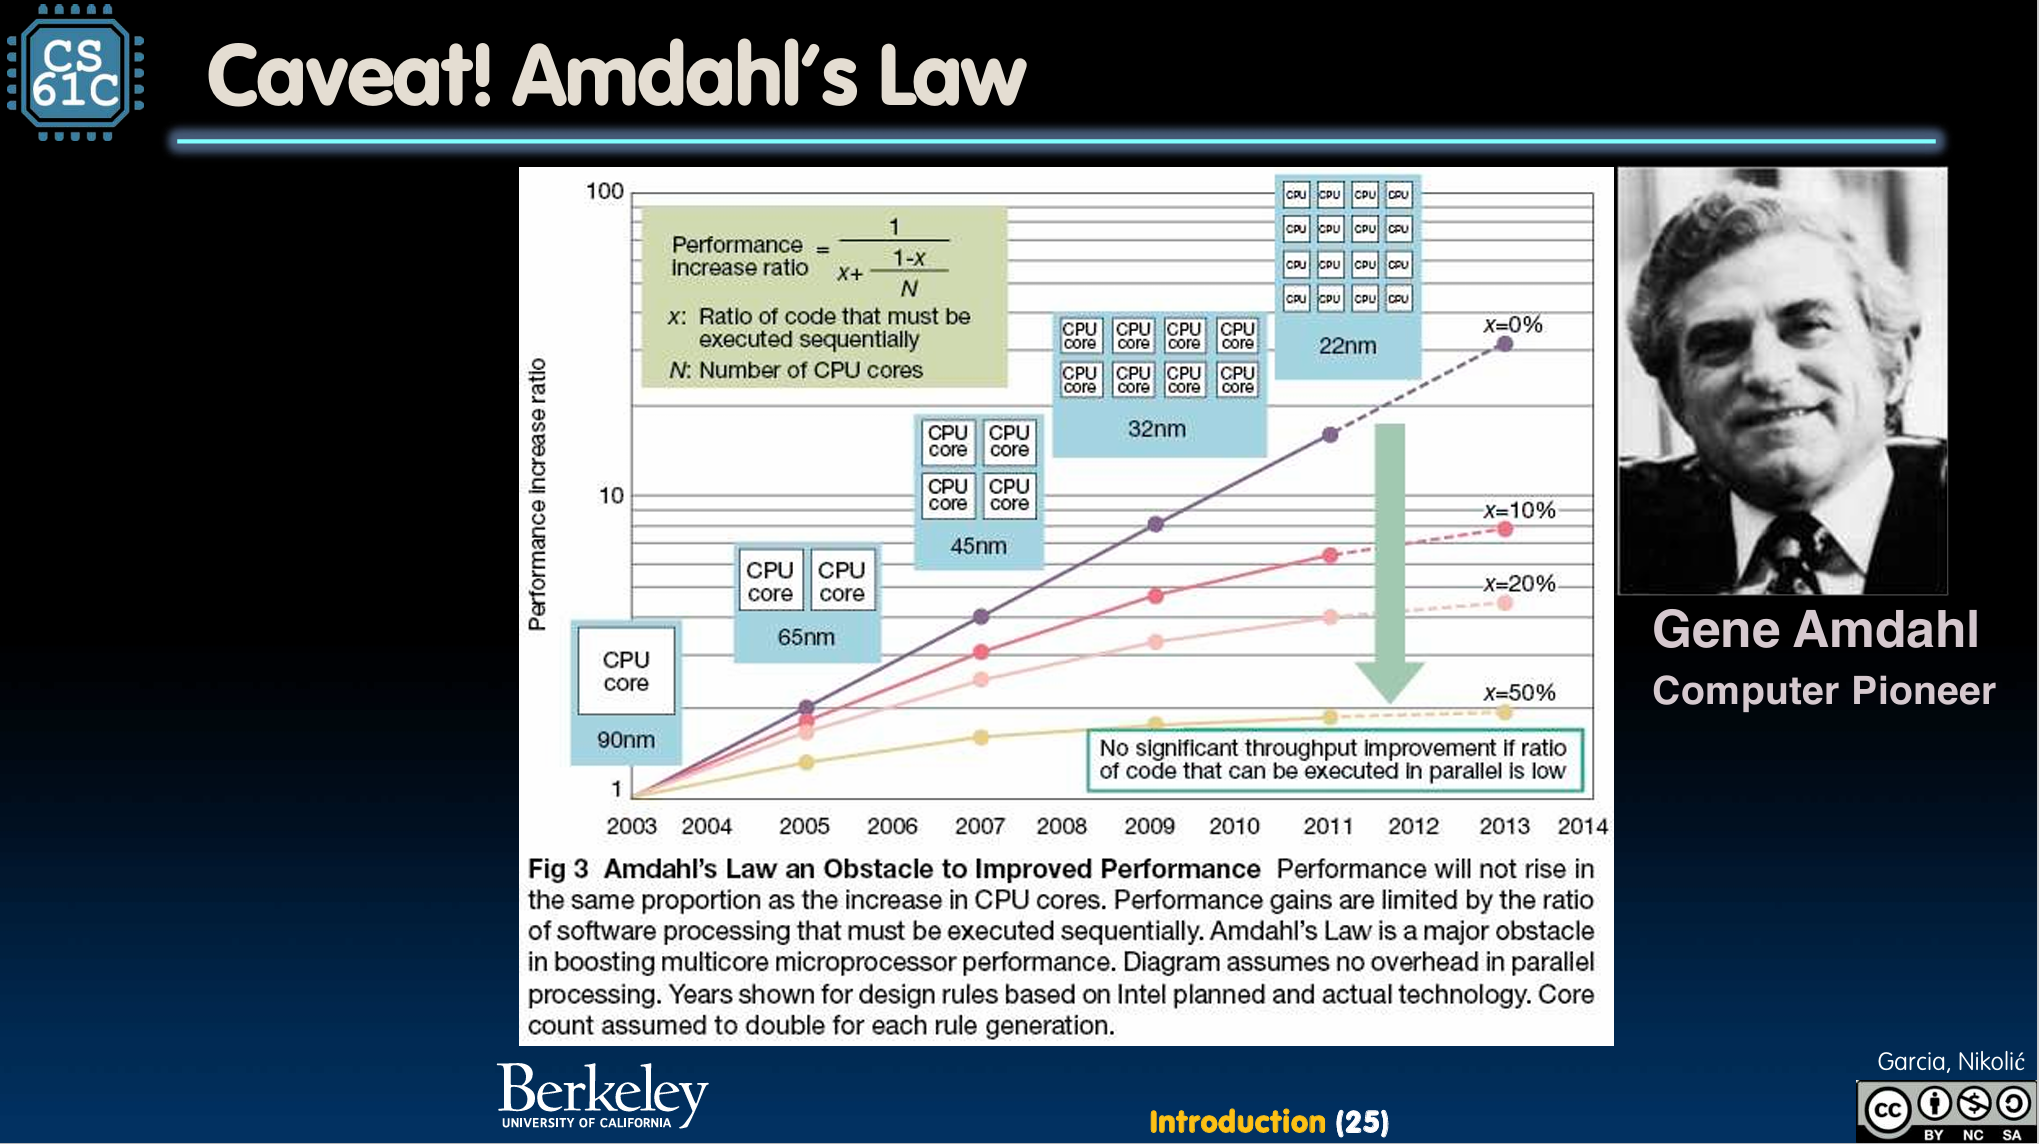 CS
61C
Caveat! Amdahl's Law
100
10
1
Performance increase ratio
Performance
increase ratio
=
1
x+
1-x
N
x: Ratio of code that must be
executed sequentially
N: Number of CPU cores
CPU
core
90nm
CPU CPU
core core
65nm
CPU CPU
core core
CPU CPU
core core
45nm
CPU CPU CPU CPU
core core core core
CPU CPU CPU CPU
core core core core
32nm
CPU CPU CPU CPU
CPU CPU CPU CPU
CPU CPU CPU CPU
CPU CPU CPU CPU
22nm
x=0%
x=10%
x=20%
x=50%
No significant throughput improvement if ratio
of code that can be executed in parallel is low
2003 2004 2005 2006 2007 2008 2009 2010 2011 2012 2013 2014
Fig 3 Amdahl's Law an Obstacle to Improved Performance Performance will not rise in
the same proportion as the increase in CPU cores. Performance gains are limited by the ratio
of software processing that must be executed sequentially. Amdahl's Law is a major obstacle
in boosting multicore microprocessor performance. Diagram assumes no overhead in parallel
processing. Years shown for design rules based on Intel planned and actual technology. Core
count assumed to double for each rule generation.
Gene Amdahl
Computer Pioneer
Berkeley
UNIVERSITY OF CALIFORNIA
Introduction (25)
Garcia, Nikolić
cc
BY NC SA